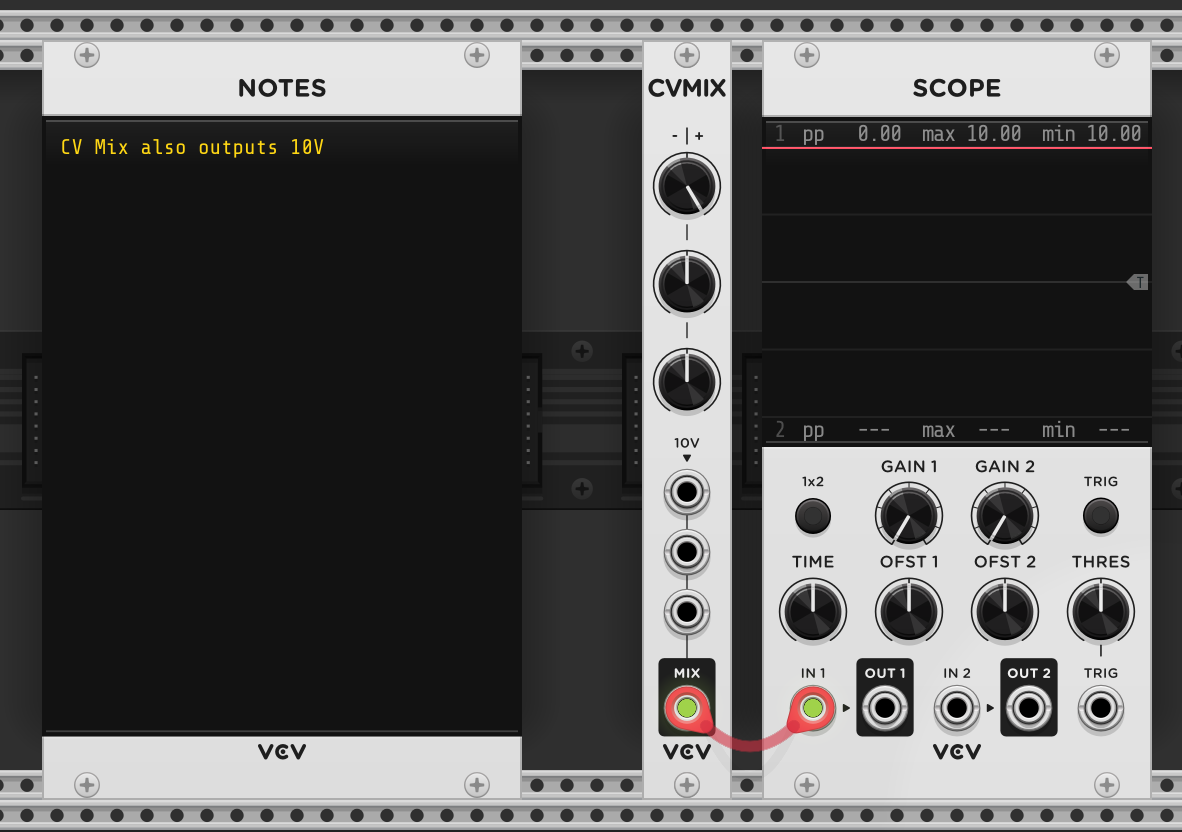 NOTES
CV Mix also outputs 10V
VCV
CVMIX
- | +
10V
MIX
VCV
SCOPE
1 pp 0.00 max 10.00 min 10.00
T
2 pp --- max --- min ---
1x2 GAIN 1 GAIN 2 TRIG
TIME OFST 1 OFST 2 THRES
IN 1 OUT 1 IN 2 OUT 2 TRIG
VCV